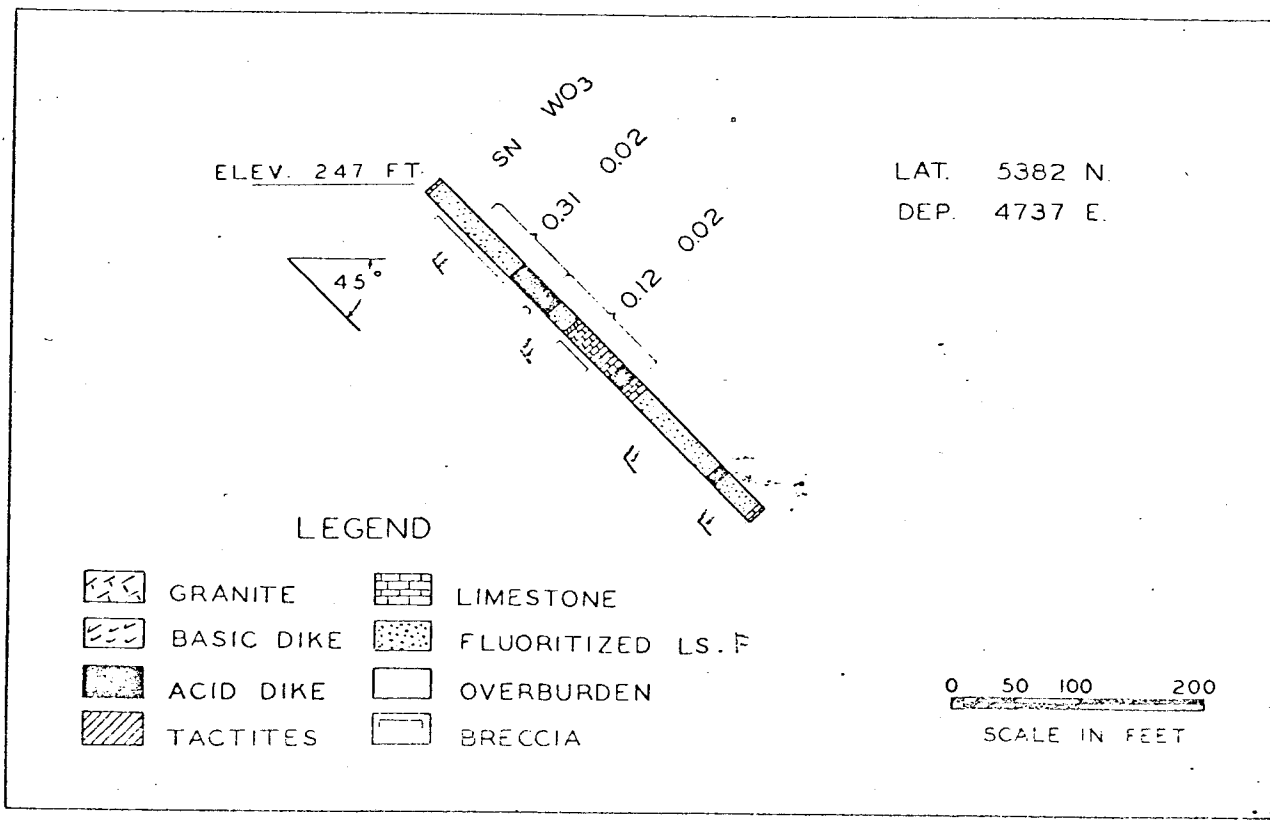 SN WO3
0.31 0.02
0.12 0.02
ELEV. 247 FT.
LAT. 5382 N.
DEP. 4737 E.
45°
F
F
F
F
LEGEND
GRANITE
BASIC DIKE
ACID DIKE
TACTITES
LIMESTONE
FLUORITIZED LS. F
OVERBURDEN
BRECCIA
0 50 100 200
SCALE IN FEET